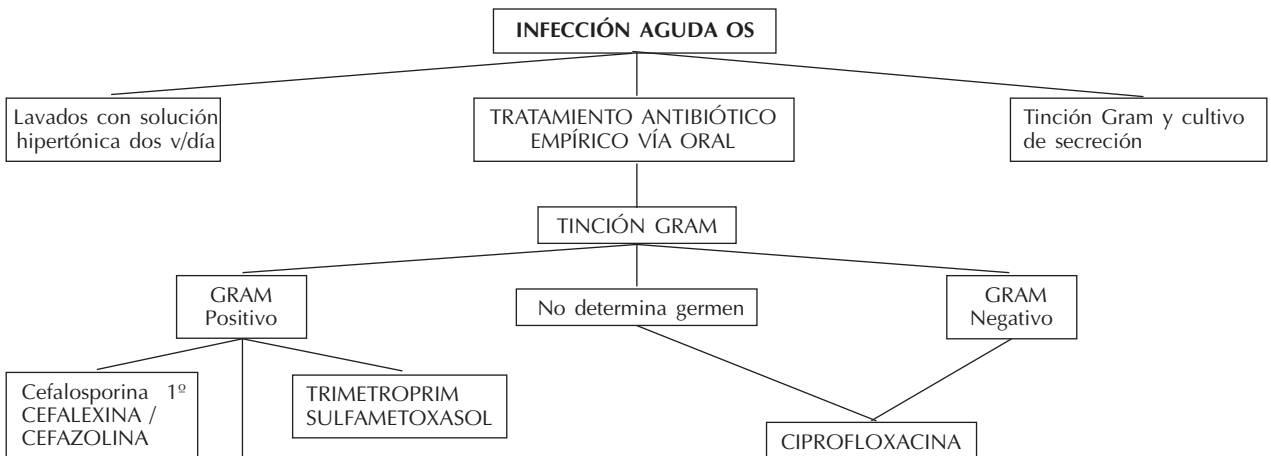 INFECCIÓN AGUDA OS
Lavados con solución
hipertónica dos v/día
TRATAMIENTO ANTIBIÓTICO
EMPÍRICO VÍA ORAL
Tinción Gram y cultivo
de secreción
TINCIÓN GRAM
GRAM
Positivo
No determina germen
GRAM
Negativo
Cefalosporina 1º
CEFALEXINA /
CEFAZOLINA
TRIMETROPRIM
SULFAMETOXASOL
CIPROFLOXACINA